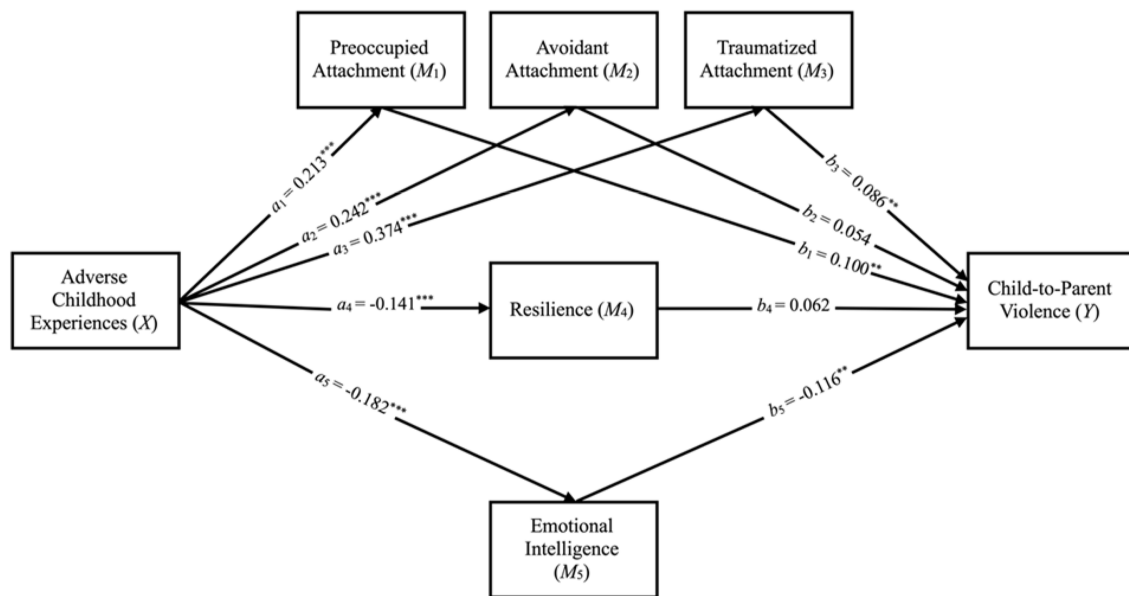 Preoccupied
Attachment (M₁)
Avoidant
Attachment (M₂)
Traumatized
Attachment (M₃)
a₁ = 0.213***
a₂ = 0.242***
a₃ = 0.374***
b₃ = 0.086**
b₂ = 0.054
b₁ = 0.100**
Adverse
Childhood
Experiences (X)
a₄ = -0.141***
Resilience (M₄)
b₄ = 0.062
Child-to-Parent
Violence (Y)
a₅ = -0.182***
b₅ = -0.116**
Emotional
Intelligence
(M₅)